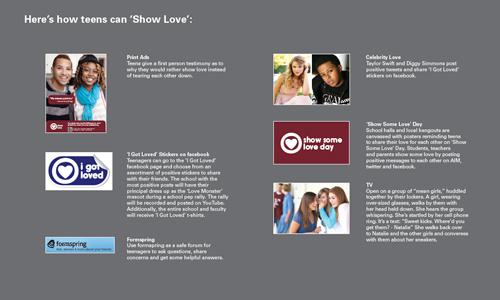 Here's how teens can 'Show Love':
Print Ads
Teens give a first person testimony as to
why they would rather show love instead
of tearing each other down.
i got
loved
'I Got Loved' Stickers on facebook
Teenagers can go to the 'I Got Loved'
facebook page and choose from an
assortment of positive stickers to share
with their friends. The school with the
most positive posts will have their
principal dress up as the 'Love Monster'
mascot during a school pep rally. The rally
will be recorded and posted on YouTube.
Additionally, the entire school and faculty
will receive 'I Got Loved' t-shirts.
formspring
Formspring
Use formspring as a safe forum for
teenagers to ask questions, share
concerns and get some helpful answers.
Celebrity Love
Taylor Swift and Diggy Simmons post
positive tweets and share 'I Got Loved'
stickers on facebook.
show some
love day
'Show Some Love' Day
School halls and local hangouts are
canvased with posters reminding teens
to share their love for each other on 'Show
Some Love' Day. Students, teachers
and parents show some love by posting
positive messages to each other on AIM,
twitter and facebook.
TV
Open on a group of "mean girls," huddled
together by their lockers. A girl, wearing
over-sized glasses, walks by them with
her head held down. She hears the group
whispering. She's startled by her cell phone
ring. It's a text: "Sweet kicks. Where'd you
get them? - Natalie" She walks back over
to Natalie and the other girls and converses
with them about her sneakers.